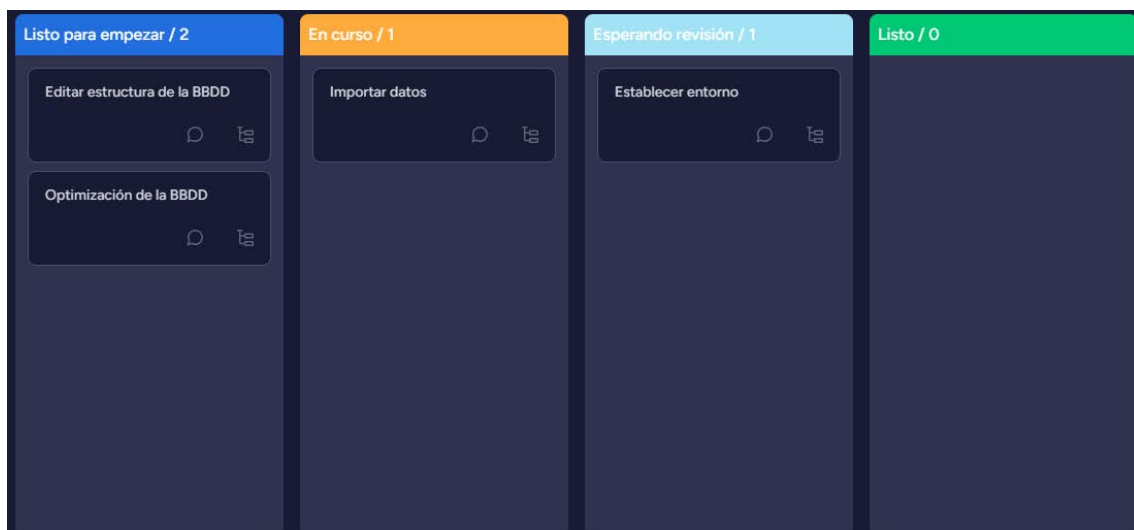 Listo para empezar / 2
Editar estructura de la BBDD
Optimización de la BBDD
En curso / 1
Importar datos
Esperando revisión / 1
Establecer entorno
Listo / 0